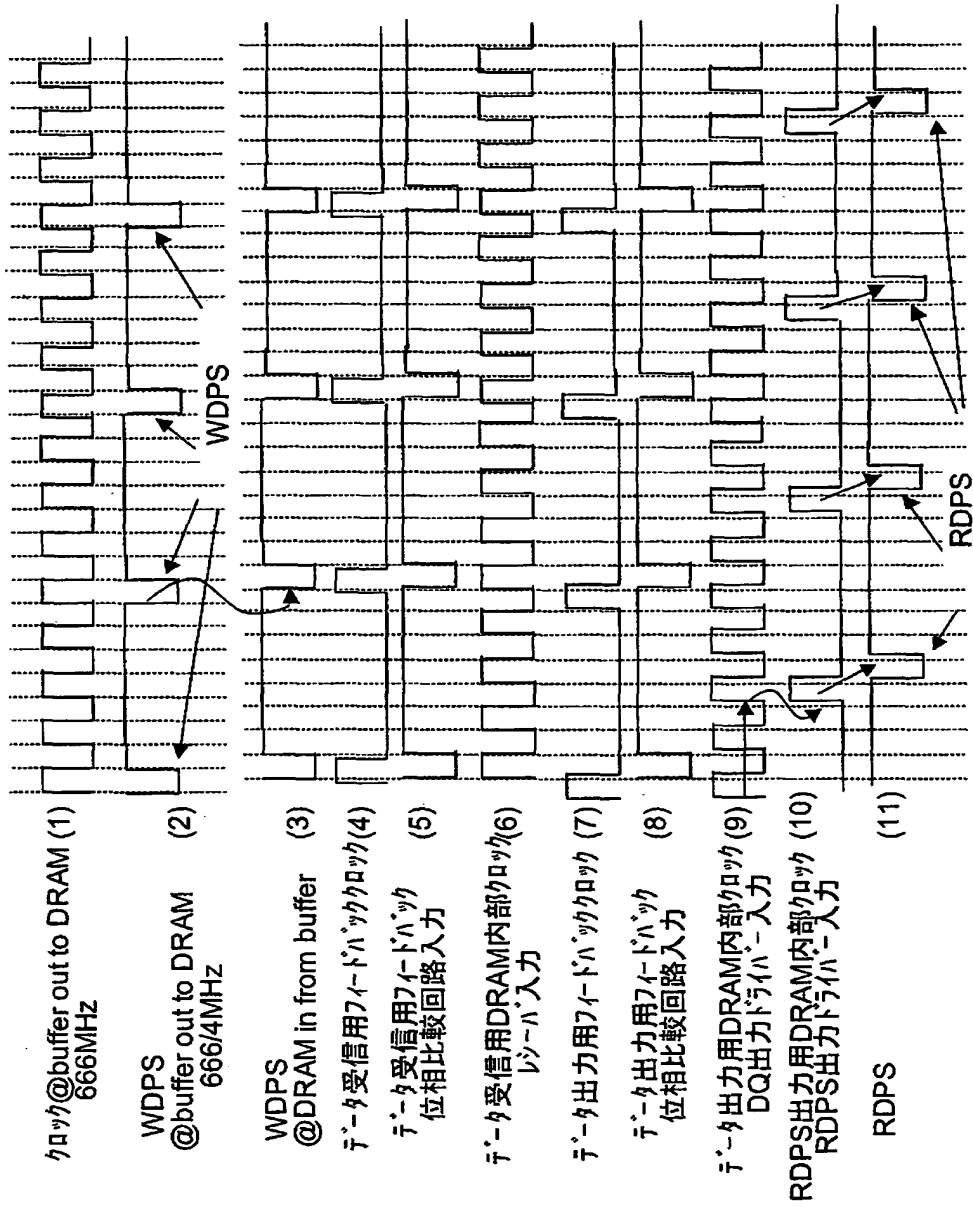 クロック@buffer out to DRAM (1)
666MHz
WDPS
@buffer out to DRAM (2)
666/4MHz
WDPS
@DRAM in from buffer (3)
データ受信用フィードバッククロック(4)
データ受信用フィードバック (5)
位相比較回路入力
データ受信用DRAM内部クロック(6)
レシーバ入力
データ出力用フィードバッククロック (7)
データ出力用フィードバック (8)
位相比較回路入力
データ出力用DRAM内部クロック (9)
DQ出力ドライバー入力
RDPS出力用DRAM内部クロック (10)
RDPS出力ドライバー入力
RDPS (11)
WDPS
RDPS